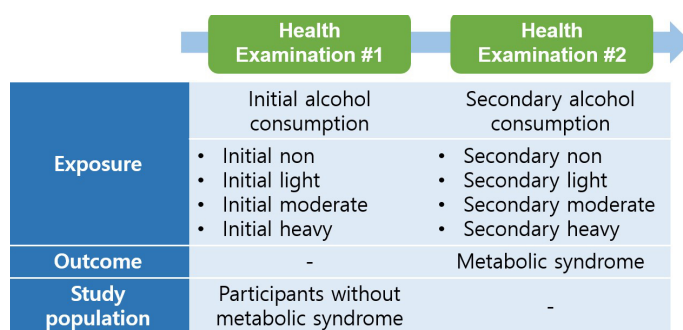 Health
Examination #1
Health
Examination #2
Exposure
Initial alcohol
consumption
Secondary alcohol
consumption
• Initial non
• Initial light
• Initial moderate
• Initial heavy
• Secondary non
• Secondary light
• Secondary moderate
• Secondary heavy
Outcome
-
Metabolic syndrome
Study
population
Participants without
metabolic syndrome
-